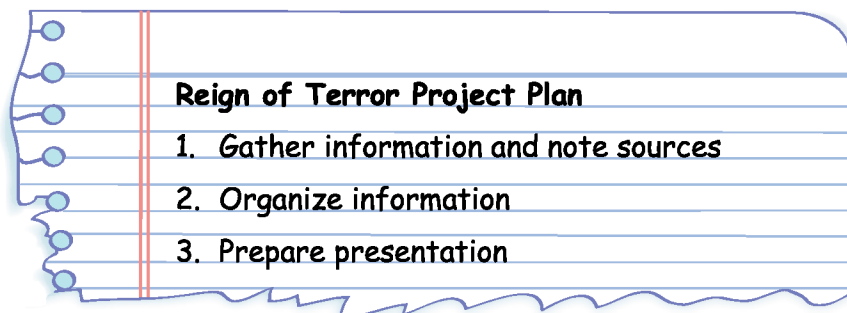 Reign of Terror Project Plan
1. Gather information and note sources
2. Organize information
3. Prepare presentation